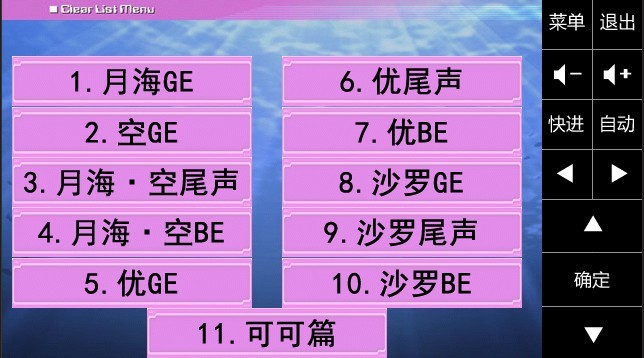 Clear List Menu
1.月海GE
2.空GE
3.月海·空尾声
4.月海·空BE
5.优GE
6.优尾声
7.优BE
8.沙罗GE
9.沙罗尾声
10.沙罗BE
11.可可篇
菜单 退出
− +
快进 自动
确定